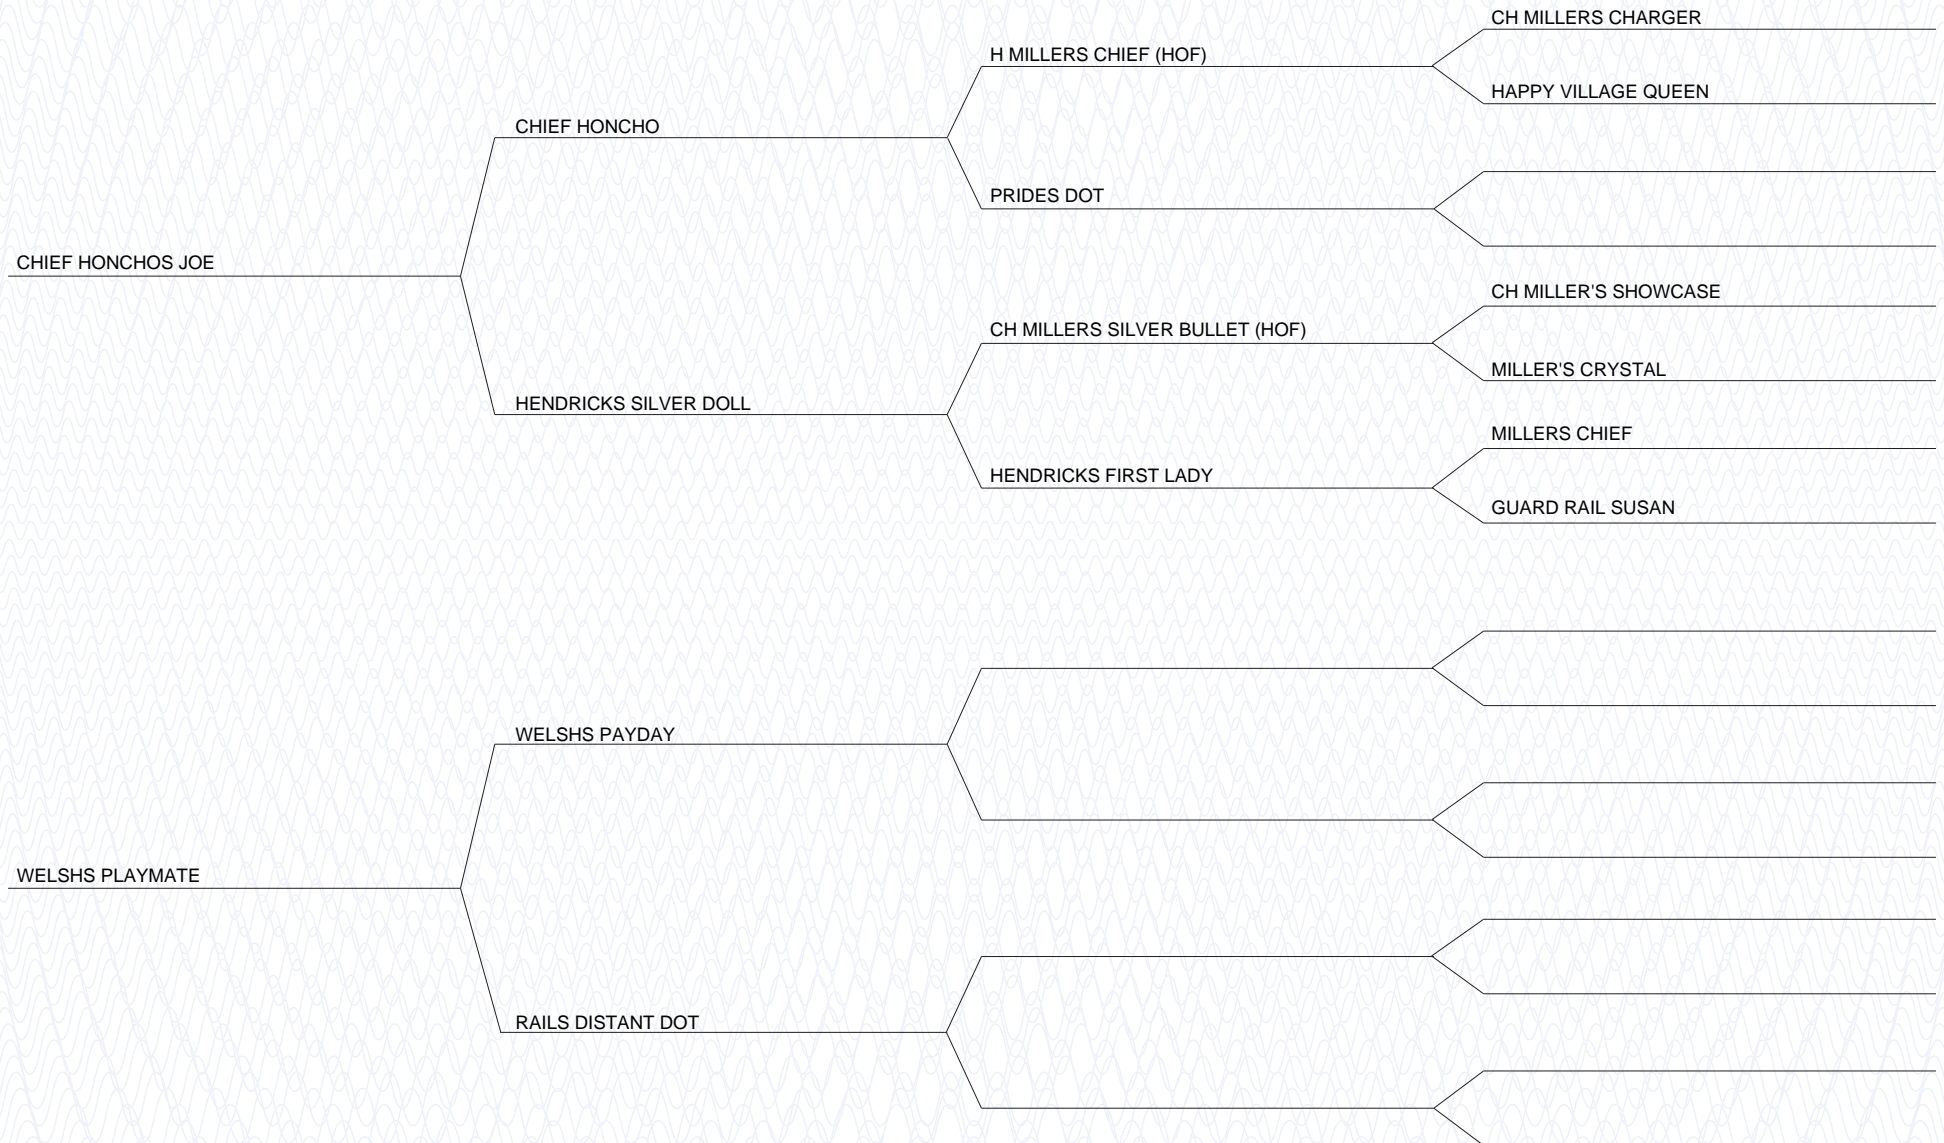 CH MILLERS CHARGER
H MILLERS CHIEF (HOF)
HAPPY VILLAGE QUEEN
CHIEF HONCHO
PRIDES DOT
CHIEF HONCHOS JOE
CH MILLER'S SHOWCASE
CH MILLERS SILVER BULLET (HOF)
MILLER'S CRYSTAL
HENDRICKS SILVER DOLL
MILLERS CHIEF
HENDRICKS FIRST LADY
GUARD RAIL SUSAN
WELSHS PAYDAY
WELSHS PLAYMATE
RAILS DISTANT DOT